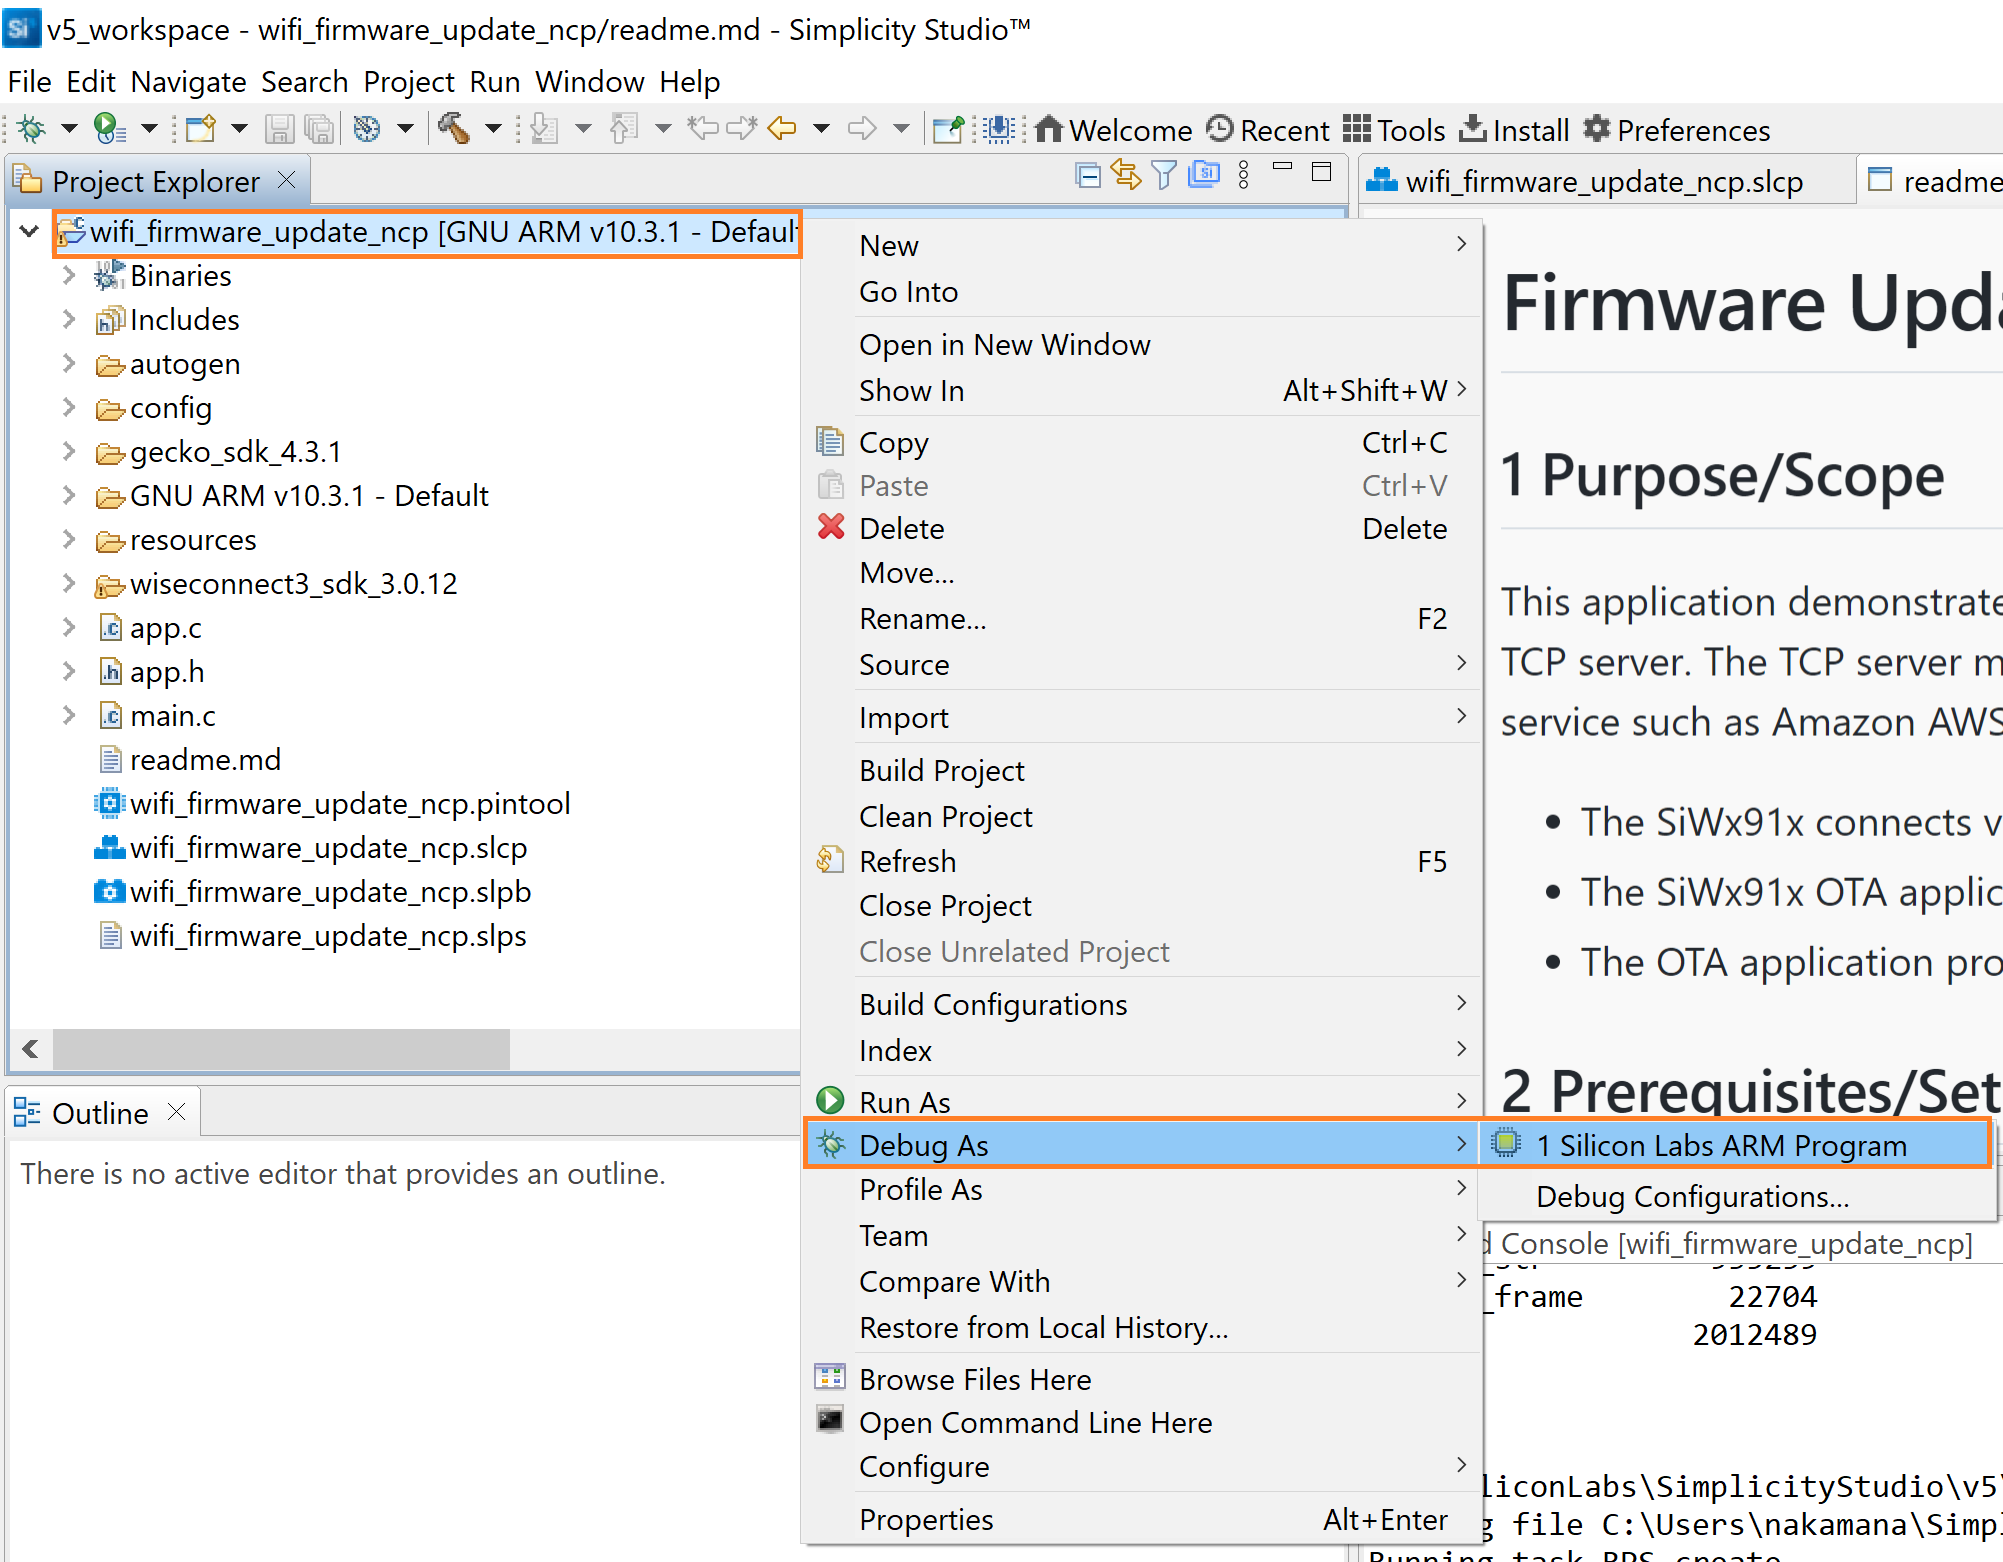 v5_workspace - wifi_firmware_update_ncp/readme.md - Simplicity Studio™
File Edit Navigate Search Project Run Window Help
Welcome Recent Tools Install Preferences
Project Explorer
wifi_firmware_update_ncp [GNU ARM v10.3.1 - Default
Binaries
Includes
autogen
config
gecko_sdk_4.3.1
GNU ARM v10.3.1 - Default
resources
wiseconnect3_sdk_3.0.12
app.c
app.h
main.c
readme.md
wifi_firmware_update_ncp.pintool
wifi_firmware_update_ncp.slcp
wifi_firmware_update_ncp.slpb
wifi_firmware_update_ncp.slps
Outline
There is no active editor that provides an outline.
New
Go Into
Open in New Window
Show In Alt+Shift+W
Copy Ctrl+C
Paste Ctrl+V
Delete Delete
Move...
Rename... F2
Source
Import
Build Project
Clean Project
Refresh F5
Close Project
Close Unrelated Project
Build Configurations
Index
Run As
Debug As
Profile As
Team
Compare With
Restore from Local History...
Browse Files Here
Open Command Line Here
Configure
Properties Alt+Enter
1 Silicon Labs ARM Program
Debug Configurations...
wifi_firmware_update_ncp.slcp
readme
Firmware Upda
1 Purpose/Scope
This application demonstrate
TCP server. The TCP server m
service such as Amazon AWS
• The SiWx91x connects v
• The SiWx91x OTA applic
• The OTA application pro
2 Prerequisites/Set
d Console [wifi_firmware_update_ncp]
_frame 22704
2012489
liconLabs\SimplicityStudio\v5\
g file C:\Users\nakamana\Simpl
Running task RPS create